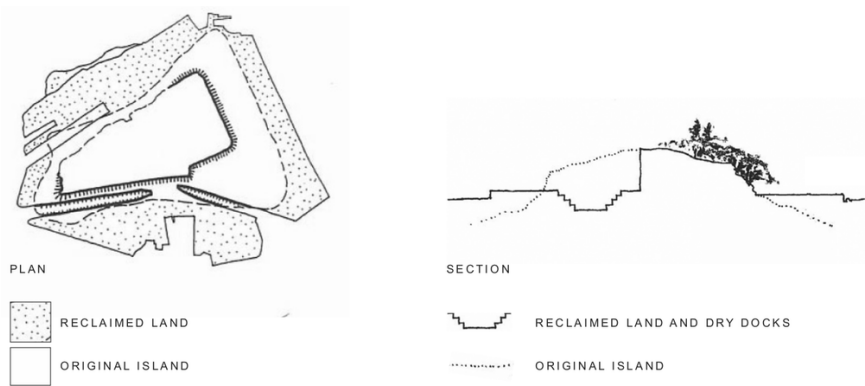 PLAN
RECLAIMED LAND
ORIGINAL ISLAND
SECTION
RECLAIMED LAND AND DRY DOCKS
ORIGINAL ISLAND